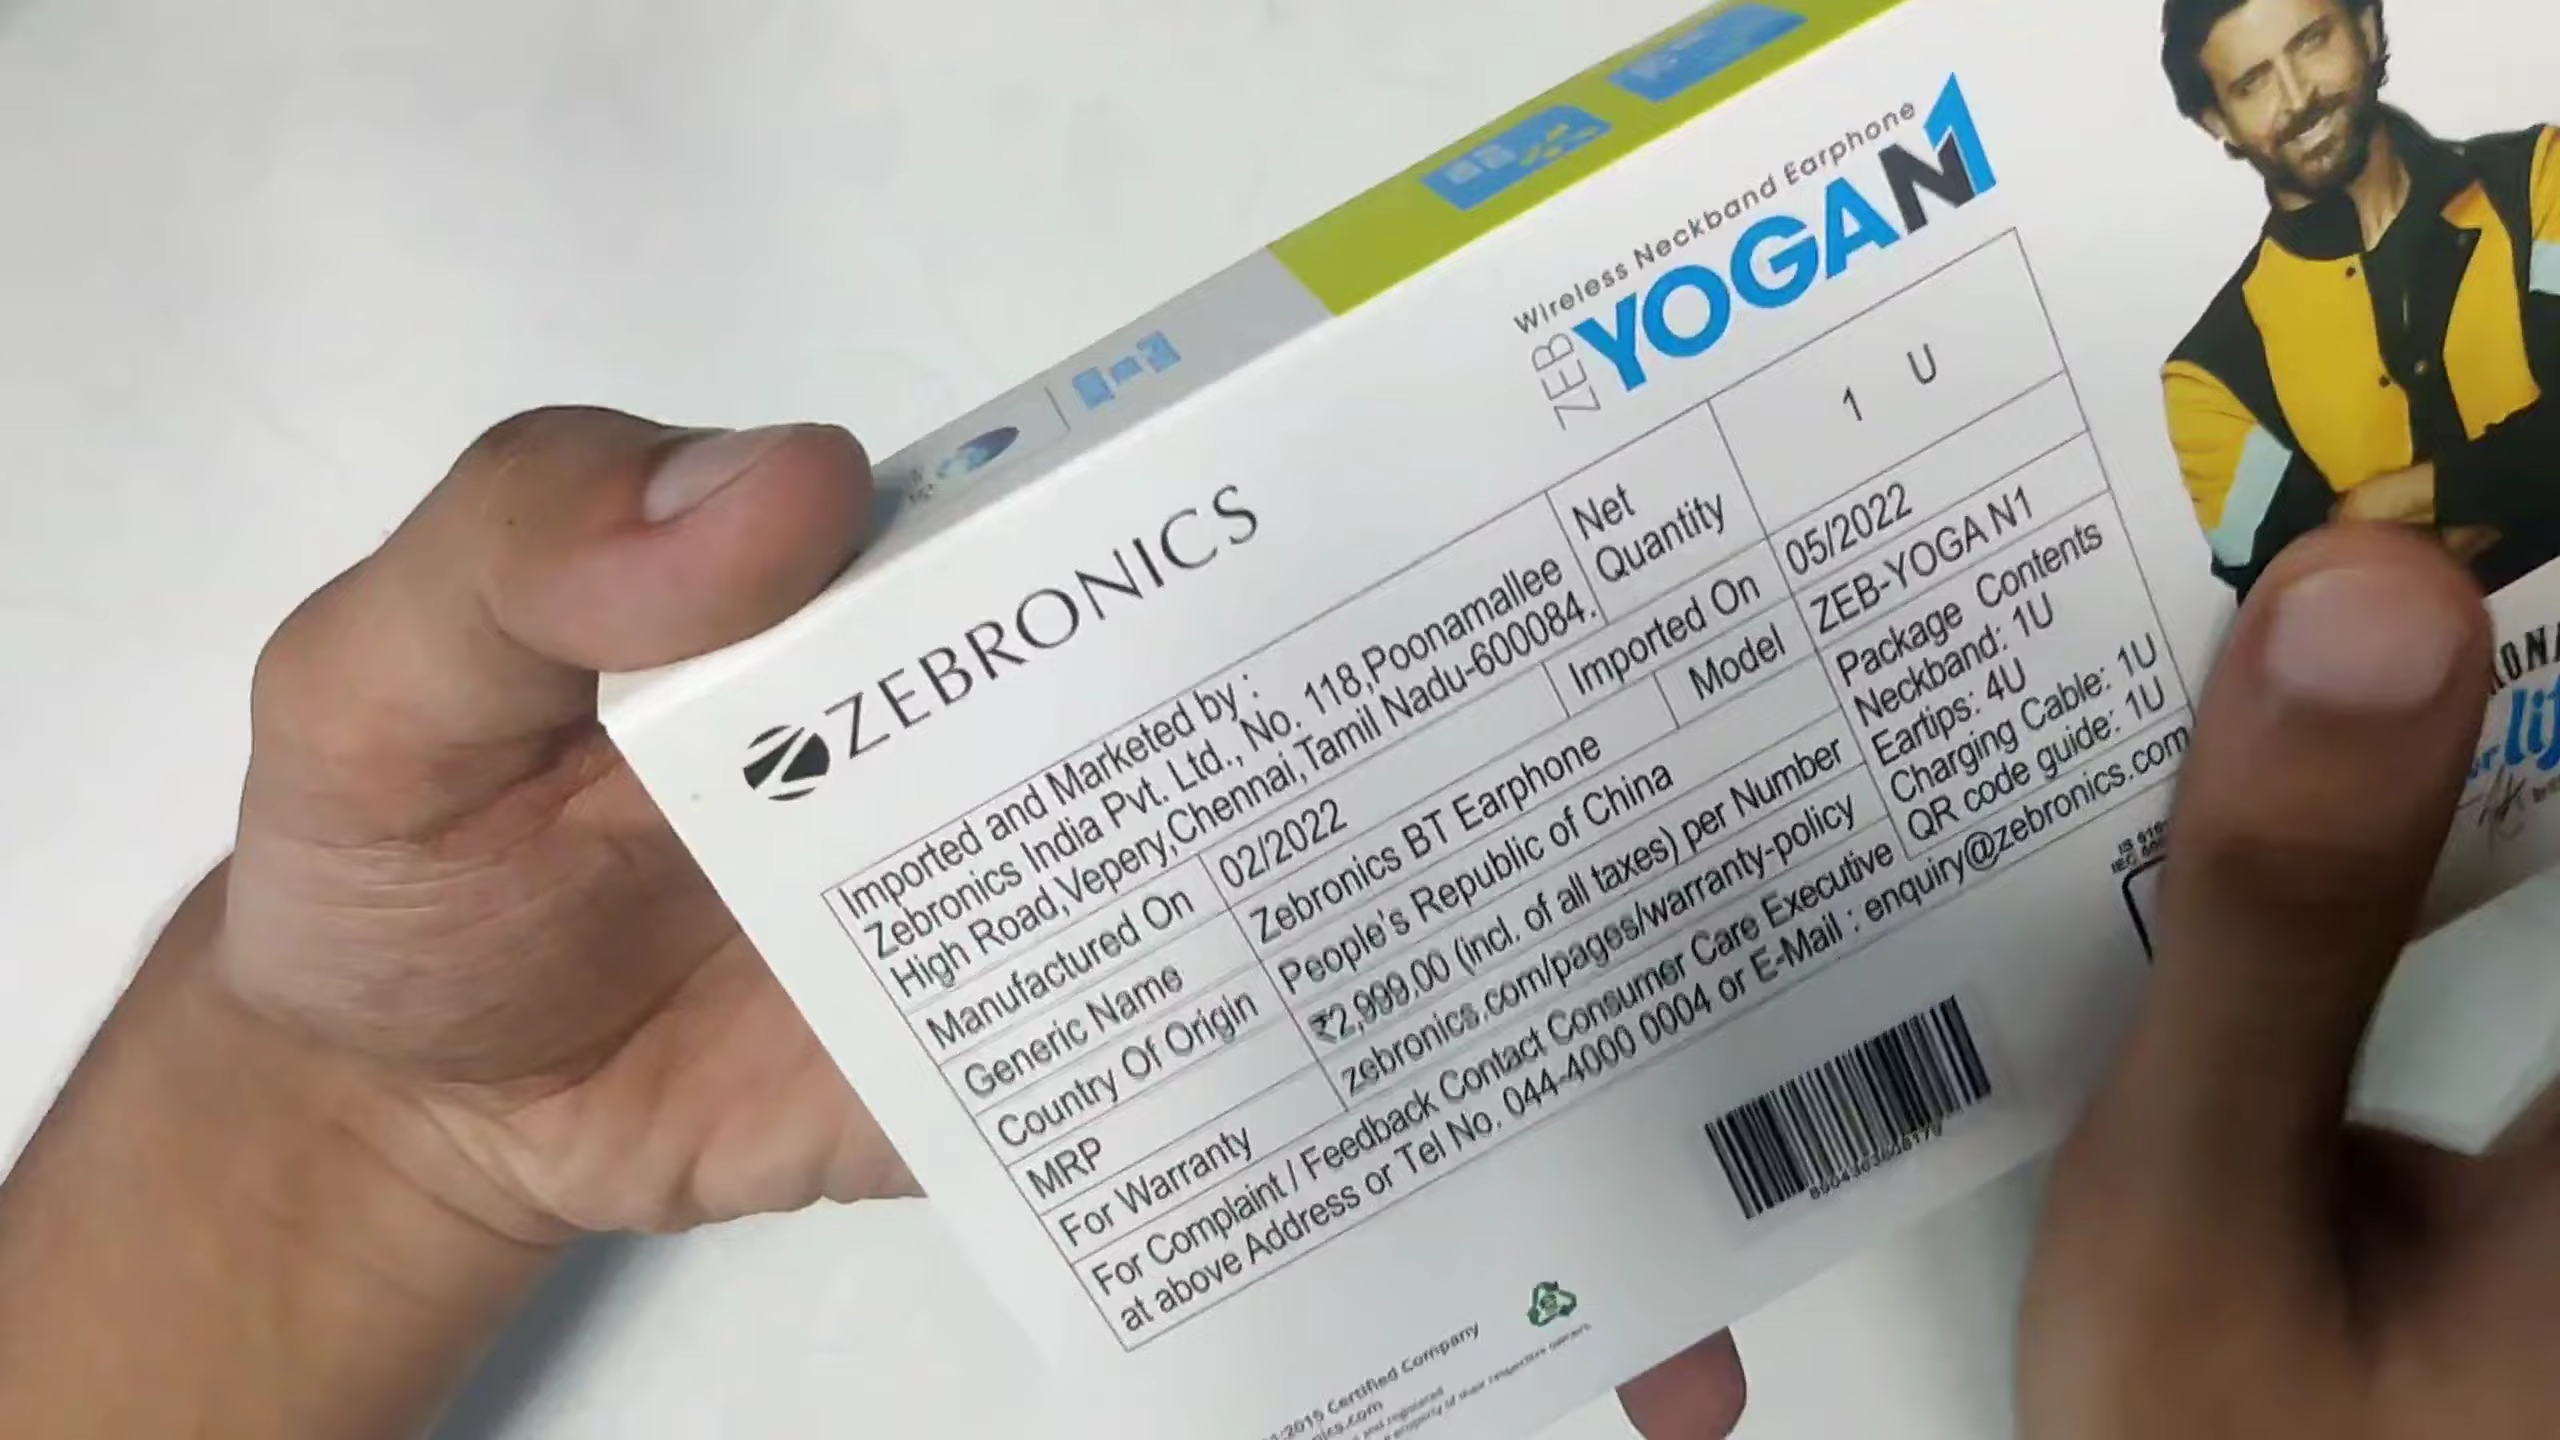 Wireless Neckband Earphone
ZEB YOGA N1
ZEBRONICS
Imported and Marketed by :
Zebronics India Pvt. Ltd., No. 118,Poonamallee
High Road,Vepery,Chennai,Tamil Nadu-600084.
Net
Quantity
1 U
Manufactured On 02/2022
Imported On 05/2022
Generic Name Zebronics BT Earphone
Model ZEB-YOGA N1
Country Of Origin People's Republic of China
MRP ₹2,999.00 (incl. of all taxes) per Number
For Warranty zebronics.com/pages/warranty-policy
Package Contents
Neckband: 1U
Eartips: 4U
Charging Cable: 1U
QR code guide: 1U
For Complaint / Feedback Contact Consumer Care Executive
at above Address or Tel No. 044-4000 0004 or E-Mail : enquiry@zebronics.com
Certified Company